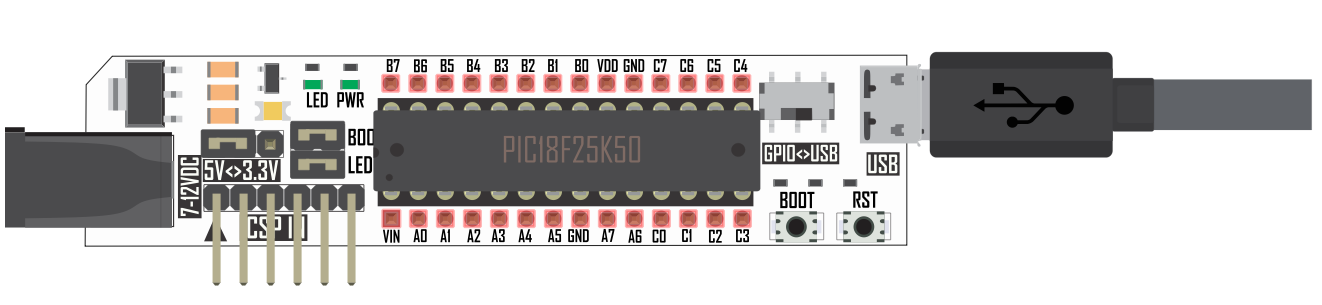 B7 B6 B5 B4 B3 B2 B1 B0 VDD GND C7 C6 C5 C4
LED PWR
BOO
LED
PIC18F25K50
5V<>3.3V
7-12VDC
GPIO<>USB
USB
BOOT RST
VIN A0 A1 A2 A3 A4 A5 GND A7 A6 C0 C1 C2 C3